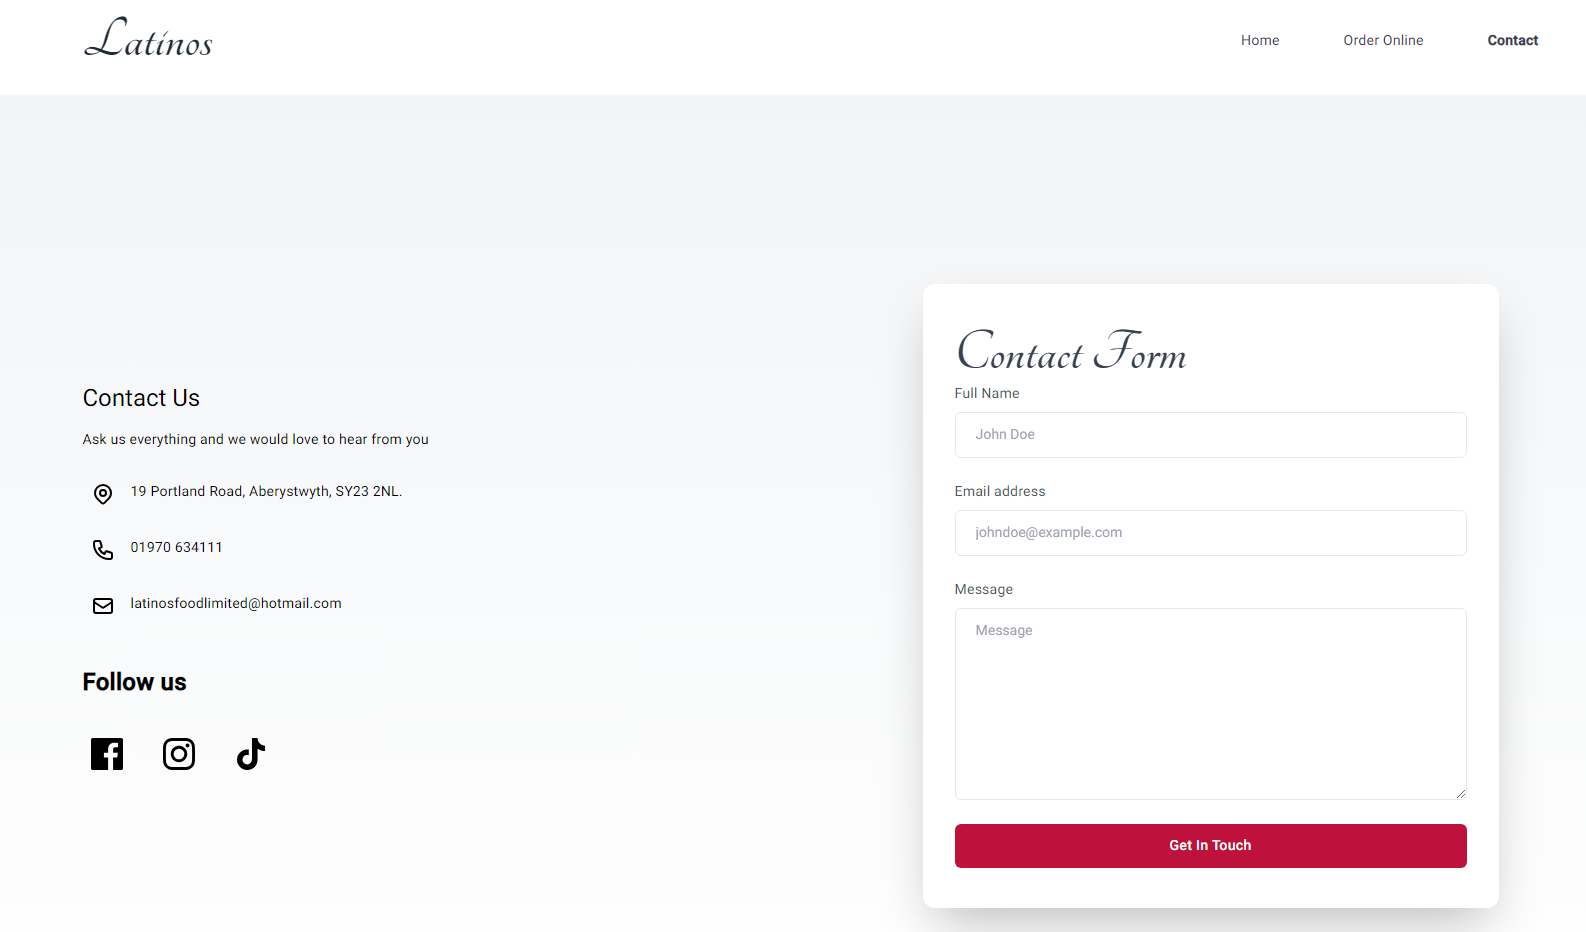 Latinos
Home
Order Online
Contact
Contact Us
Ask us everything and we would love to hear from you
19 Portland Road, Aberystwyth, SY23 2NL.
01970 634111
latinosfoodlimited@hotmail.com
Follow us
Contact Form
Full Name
John Doe
Email address
johndoe@example.com
Message
Message
Get In Touch